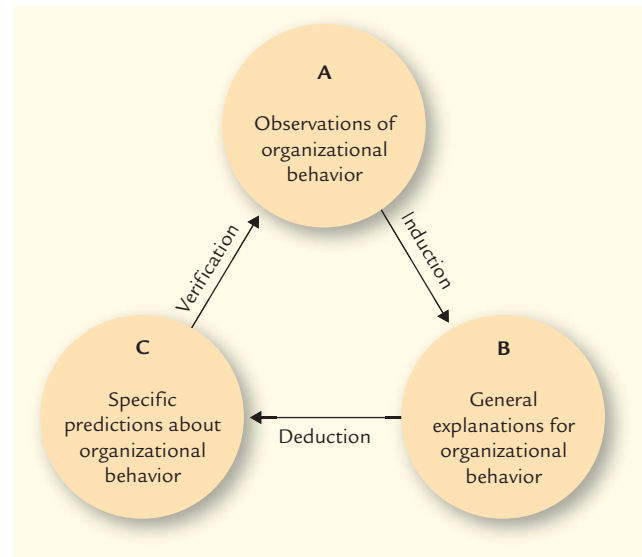 A
Observations of
organizational
behavior
Verification
Induction
C
Specific
predictions about
organizational
behavior
Deduction
B
General
explanations for
organizational
behavior